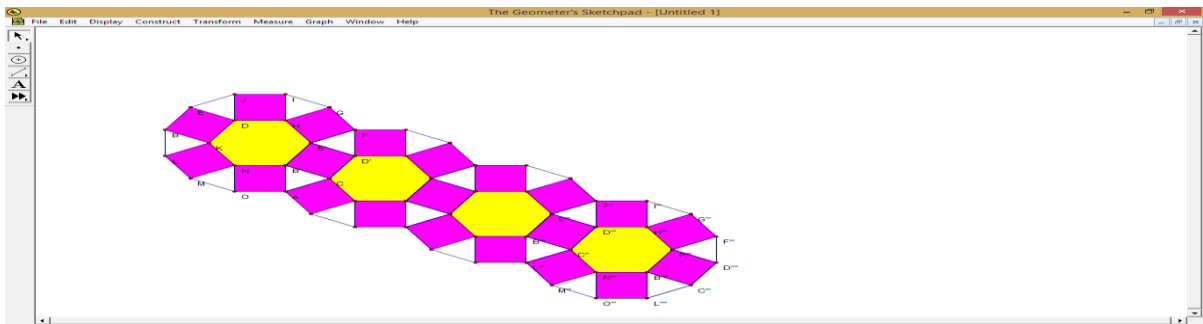 The Geometer's Sketchpad - [Untitled 1]
File Edit Display Construct Transform Measure Graph Window Help
A
J I
E G
D H
B F
K E'
D'
L N B
M C
O A
F'' I'''
E''' G'''
D''' H'''
B F''''
C'''
L''' N''' B''' D''''
M''' C''''
O''' L''''